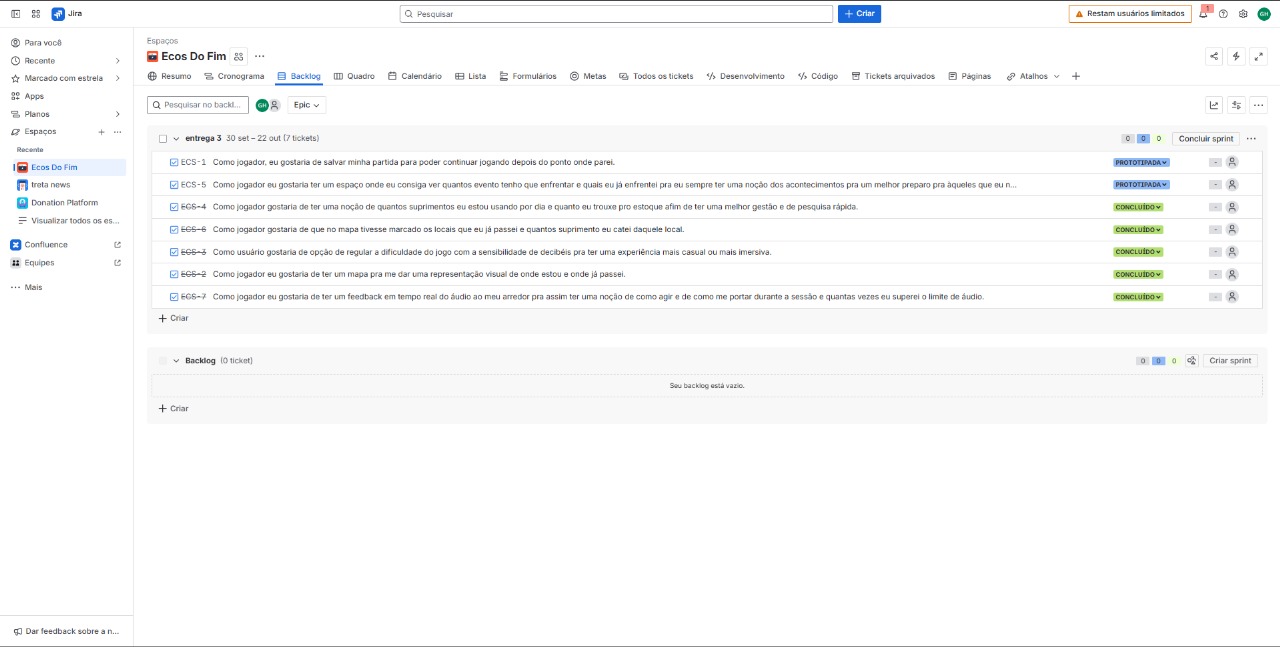 Jira
Pesquisar
Criar
Restam usuários limitados
1
GH
Para você
Recente
Marcado com estrela
Apps
Planos
Espaços
Recente
Ecos Do Fim
treta news
Donation Platform
Visualizar todos os es...
Confluence
Equipes
Mais
Dar feedback sobre a n...
Espaços
Ecos Do Fim
Resumo Cronograma Backlog Quadro Calendário Lista Formulários Metas Todos os tickets Desenvolvimento Código Tickets arquivados Páginas Atalhos
Pesquisar no backl... GH Epic
entrega 3 30 set – 22 out (7 tickets) 0 0 0 Concluir sprint
ECS-1 Como jogador, eu gostaria de salvar minha partida para poder continuar jogando depois do ponto onde parei. PROTOTIPADA -
ECS-5 Como jogador eu gostaria ter um espaço onde eu consiga ver quantos evento tenho que enfrentar e quais eu já enfrentei pra eu sempre ter uma noção dos acontecimentos pra um melhor preparo pra àqueles que eu n... PROTOTIPADA -
ECS-4 Como jogador gostaria de ter uma noção de quantos suprimentos eu estou usando por dia e quanto eu trouxe pro estoque afim de ter uma melhor gestão e de pesquisa rápida. CONCLUÍDO -
ECS-6 Como jogador gostaria de que no mapa tivesse marcado os locais que eu já passei e quantos suprimento eu catei daquele local. CONCLUÍDO -
ECS-3 Como usuário gostaria de opção de regular a dificuldade do jogo com a sensibilidade de decibéis pra ter uma experiência mais casual ou mais imersiva. CONCLUÍDO -
ECS-2 Como jogador eu gostaria de ter um mapa pra me dar uma representação visual de onde estou e onde já passei. CONCLUÍDO -
ECS-7 Como jogador eu gostaria de ter um feedback em tempo real do áudio ao meu arredor pra assim ter uma noção de como agir e de como me portar durante a sessão e quantas vezes eu superei o limite de áudio. CONCLUÍDO -
Criar
Backlog (0 ticket) 0 0 0 Criar sprint
Seu backlog está vazio.
Criar